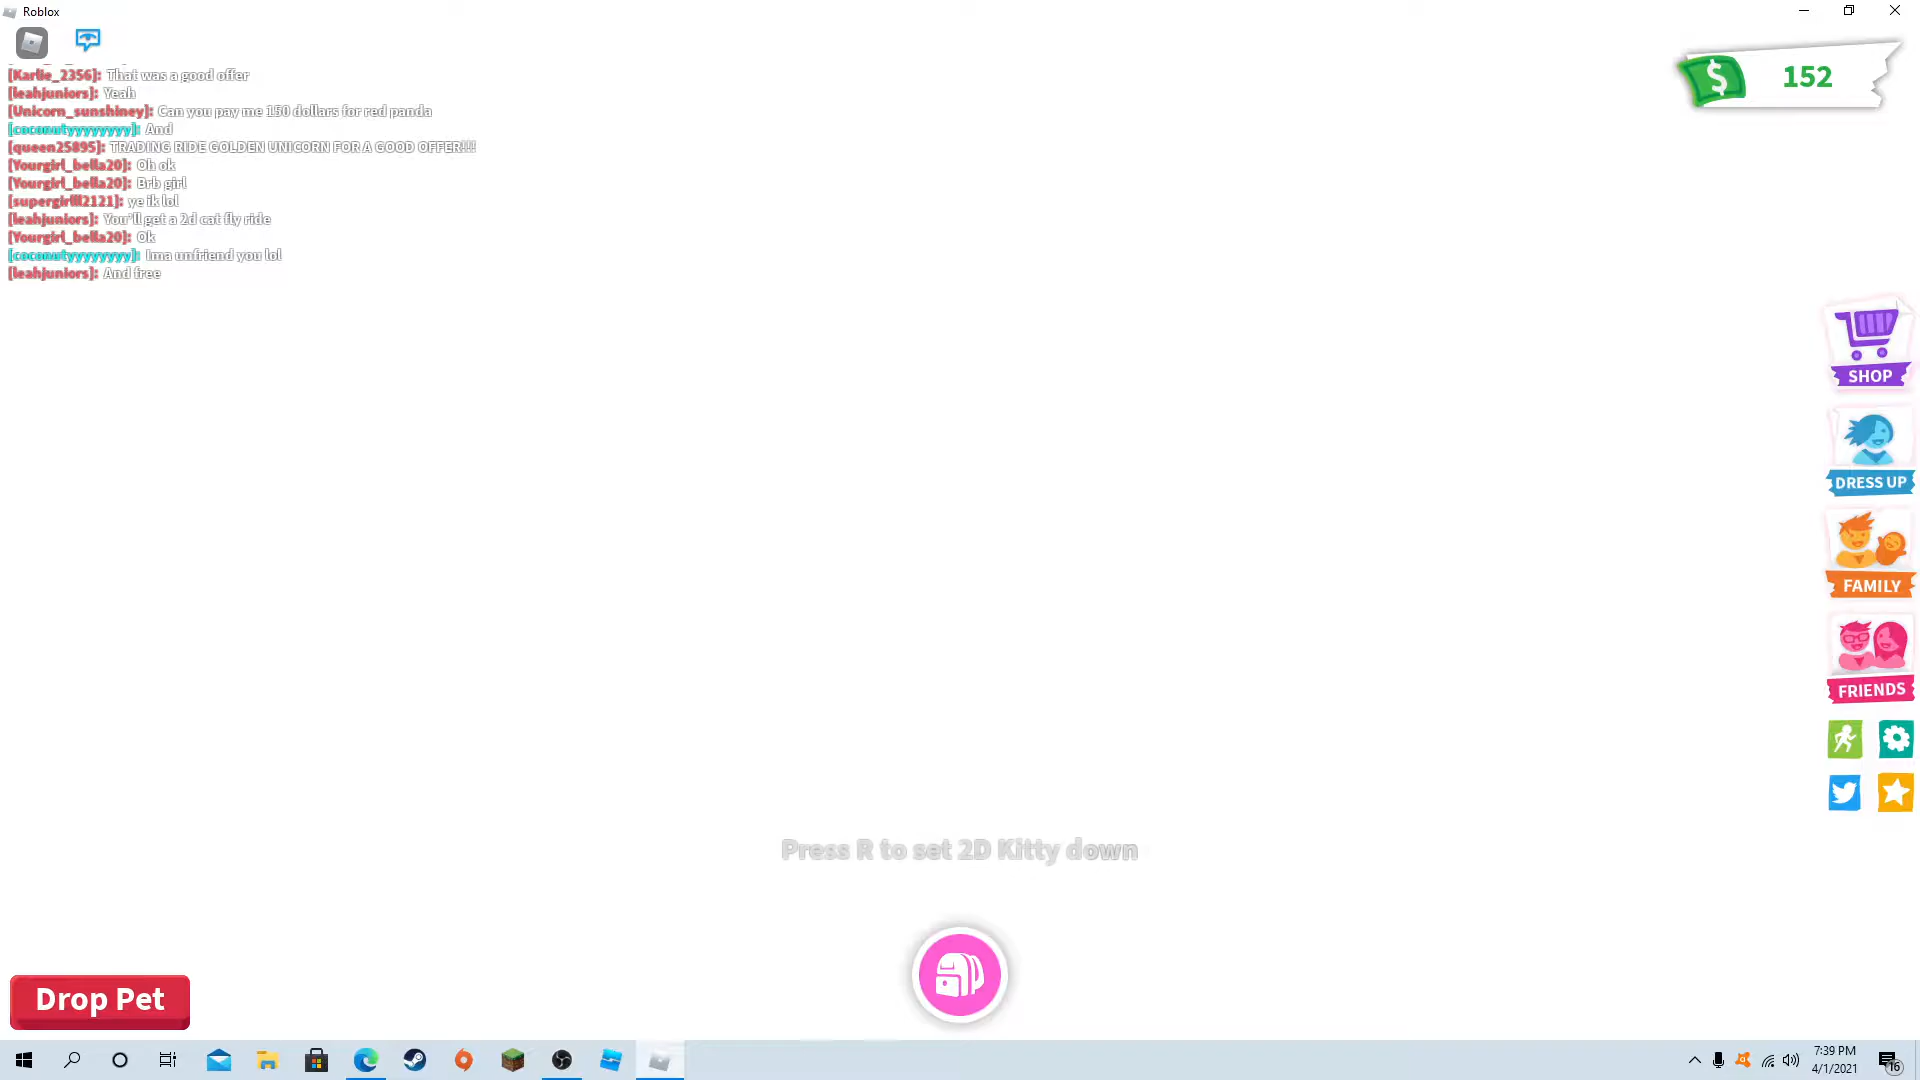 Roblox
[Karlie_2356]: That was a good offer
[leahjuniors]: Yeah
[Unicorn_sunshiney]: Can you pay me 150 dollars for red panda
[coconutyyyyyyyy]: And
[queen25895]: TRADING RIDE GOLDEN UNICORN FOR A GOOD OFFER!!!
[Yourgirl_bella20]: Oh ok
[Yourgirl_bella20]: Brb girl
[supergirlll2121]: ye ik lol
[leahjuniors]: You'll get a 2d cat fly ride
[Yourgirl_bella20]: Ok
[coconutyyyyyyyy]: Ima unfriend you lol
[leahjuniors]: And free
152
SHOP
DRESS UP
FAMILY
FRIENDS
Press R to set 2D Kitty down
Drop Pet
7:39 PM
4/1/2021
16